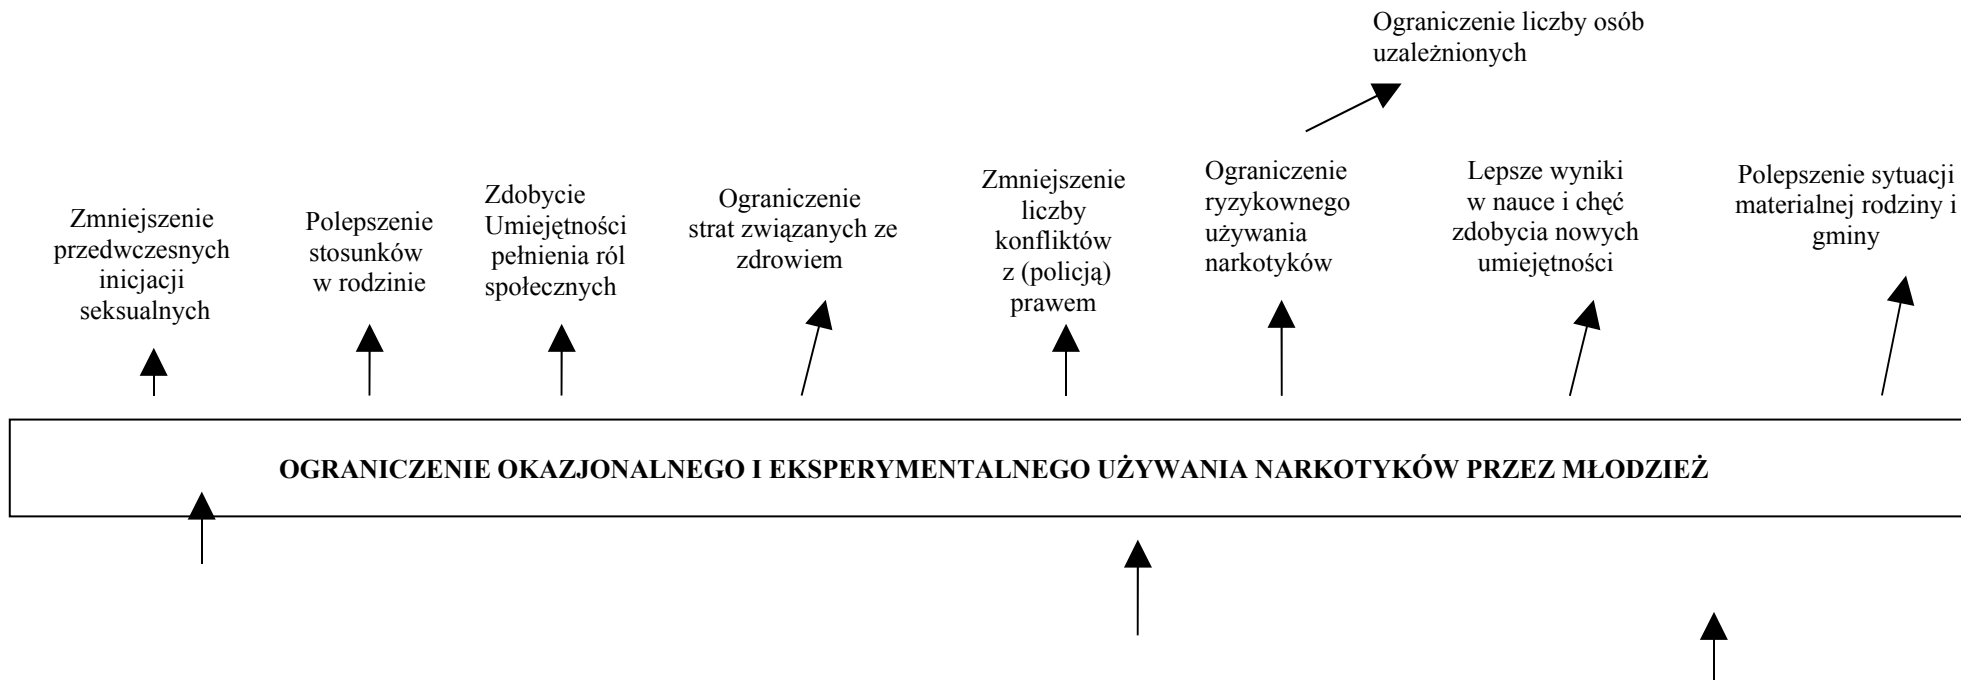 Ograniczenie liczby osób
uzależnionych
Zmniejszenie
przedwczesnych
inicjacji
seksualnych
Polepszenie
stosunków
w rodzinie
Zdobycie
Umiejętności
pełnienia ról
społecznych
Ograniczenie
strat związanych ze
zdrowiem
Zmniejszenie
liczby
konfliktów
z (policją)
prawem
Ograniczenie
ryzykownego
używania
narkotyków
Lepsze wyniki
w nauce i chęć
zdobycia nowych
umiejętności
Polepszenie sytuacji
materialnej rodziny i
gminy
OGRANICZENIE OKAZJONALNEGO I EKSPERYMENTALNEGO UŻYWANIA NARKOTYKÓW PRZEZ MŁODZIEŻ